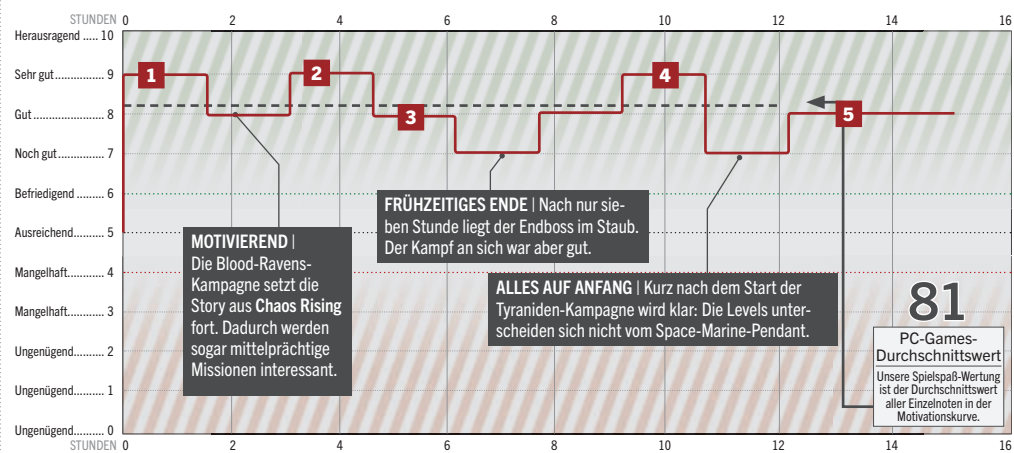 STUNDEN 0 2 4 6 8 10 12 14 16
Herausragend ..... 10
Sehr gut............... 9
Gut ....................... 8
Noch gut.............. 7
Befriedigend ....... 6
Ausreichend......... 5
Mangelhaft.......... 4
Mangelhaft.......... 3
Ungenügend......... 2
Ungenügend......... 1
Ungenügend......... 0
STUNDEN 2 4 6 8 10 12 14 16
1
2
3
4
5
MOTIVIEREND |
Die Blood-Ravens-
Kampagne setzt die
Story aus Chaos Rising
fort. Dadurch werden
sogar mittelprächtige
Missionen interessant.
FRÜHZEITIGES ENDE | Nach nur sie-
ben Stunde liegt der Endboss im Staub.
Der Kampf an sich war aber gut.
ALLES AUF ANFANG | Kurz nach dem Start der
Tyraniden-Kampagne wird klar: Die Levels unter-
scheiden sich nicht vom Space-Marine-Pendant.
81
PC-Games-
Durchschnittswert
Unsere Spielspaß-Wertung
ist der Durchschnittswert
aller Einzelnoten in der
Motivationskurve.